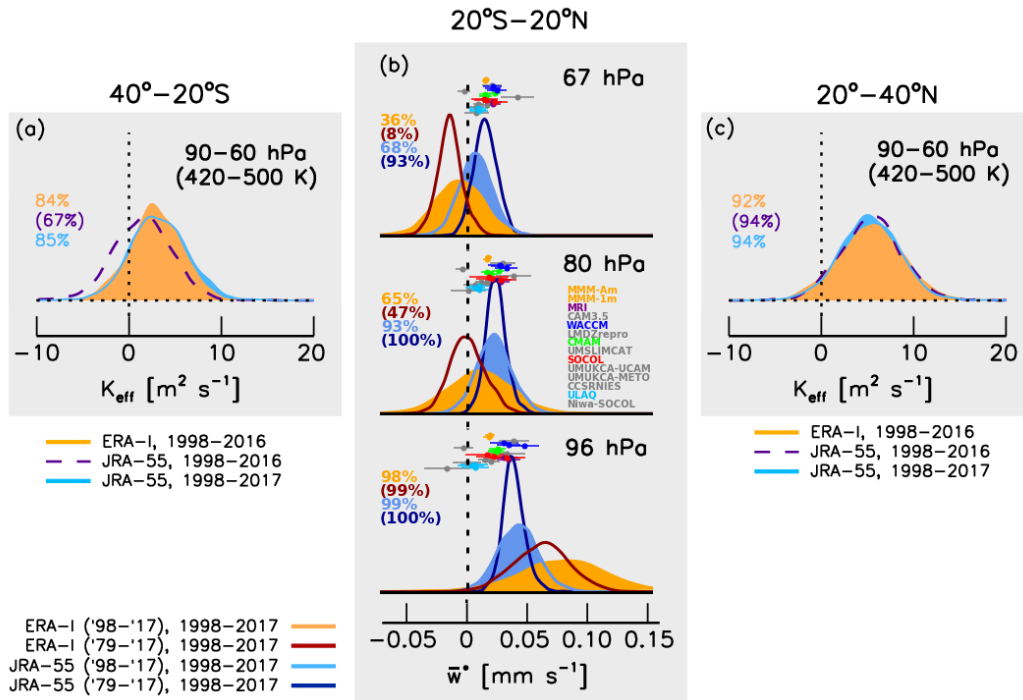 20°S−20°N
40°−20°S
(a)
90−60 hPa
(420−500 K)
84%
(67%)
85%
−10 0 10 20
K_eff [m² s⁻¹]
ERA−I, 1998−2016
JRA−55, 1998−2016
JRA−55, 1998−2017
(b)
67 hPa
36%
(8%)
68%
(93%)
80 hPa
65%
(47%)
93%
(100%)
MMM-Am
MMM-1m
MRI
CAM3.5
WACCM
LMDZrepro
CMAM
UMSLIMCAT
SOCOL
UMUKCA-UCAM
UMUKCA-METO
CCSRNIES
ULAQ
Niwa-SOCOL
96 hPa
98%
(99%)
99%
(100%)
−0.05 0 0.05 0.1 0.15
w̄* [mm s⁻¹]
20°−40°N
(c)
90−60 hPa
(420−500 K)
92%
(94%)
94%
−10 0 10 20
K_eff [m² s⁻¹]
ERA−I, 1998−2016
JRA−55, 1998−2016
JRA−55, 1998−2017
ERA−I ('98−'17), 1998−2017
ERA−I ('79−'17), 1998−2017
JRA−55 ('98−'17), 1998−2017
JRA−55 ('79−'17), 1998−2017